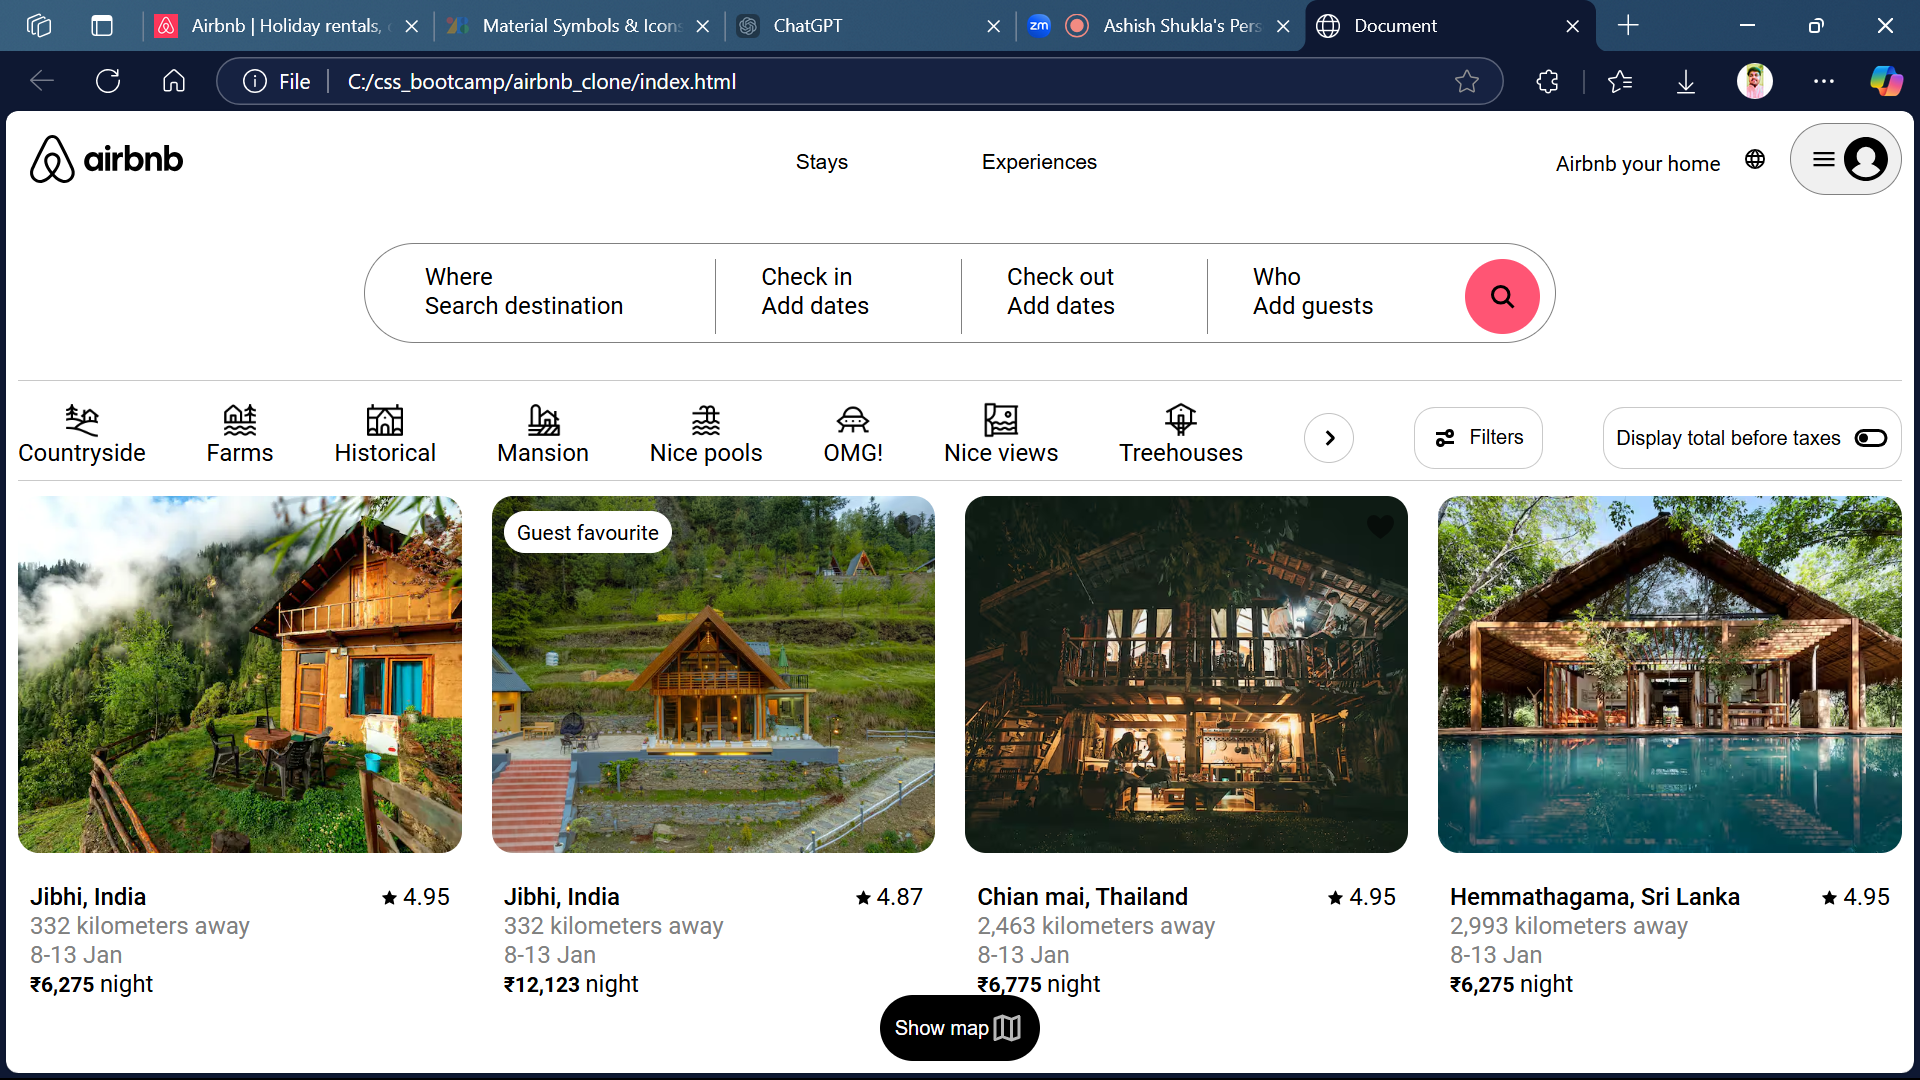 Airbnb | Holiday rentals,
Material Symbols & Icons
ChatGPT
zm
Ashish Shukla's Pers
Document
File
C:/css_bootcamp/airbnb_clone/index.html
airbnb
Stays
Experiences
Airbnb your home
Where
Search destination
Check in
Add dates
Check out
Add dates
Who
Add guests
Countryside
Farms
Historical
Mansion
Nice pools
OMG!
Nice views
Treehouses
Filters
Display total before taxes
Guest favourite
Jibhi, India
4.95
332 kilometers away
8-13 Jan
₹6,275 night
Jibhi, India
4.87
332 kilometers away
8-13 Jan
₹12,123 night
Chian mai, Thailand
4.95
2,463 kilometers away
8-13 Jan
₹6,775 night
Hemmathagama, Sri Lanka
4.95
2,993 kilometers away
8-13 Jan
₹6,275 night
Show map